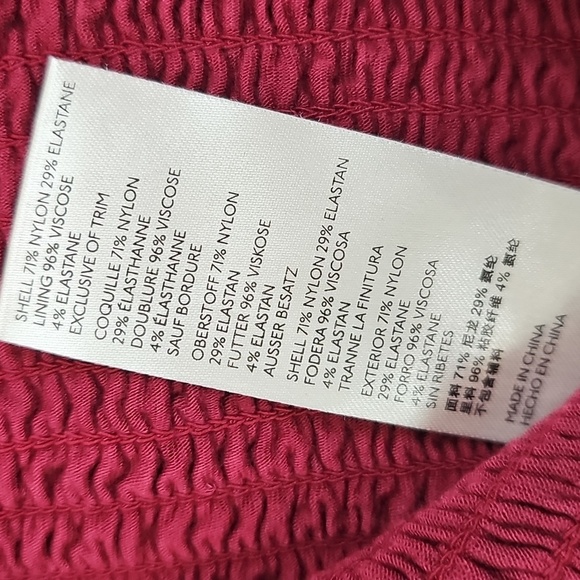 SHELL 71% NYLON 29% ELASTANE
LINING 96% VISCOSE
4% ELASTANE
EXCLUSIVE OF TRIM
COQUILLE 71% NYLON
29% ÉLASTHANNE
DOUBLURE 96% VISCOSE
4% ÉLASTHANNE
SAUF BORDURE
OBERSTOFF 71% NYLON
29% ELASTAN
FUTTER 96% VISKOSE
4% ELASTAN
AUSSER BESATZ
SHELL 71% NYLON 29% ELASTAN
FODERA 96% VISCOSA
4% ELASTAN
TRANNE LA FINITURA
EXTERIOR 71% NYLON
29% ELASTANE
FORRO 96% VISCOSA
4% ELASTANE
SIN RIBETES
面料 71% 尼龙 29% 氨纶
里料 96% 粘胶纤维 4% 氨纶
不包含辅料
MADE IN CHINA
HECHO EN CHINA